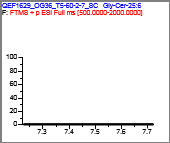 QEF1629_OG36_T5-60-2-7_SC Gly-Cer-25:6
F: FTMS + p ESI Full ms [500.0000-2000.0000]
100
80
60
40
20
0
7.3 7.4 7.5 7.6 7.7